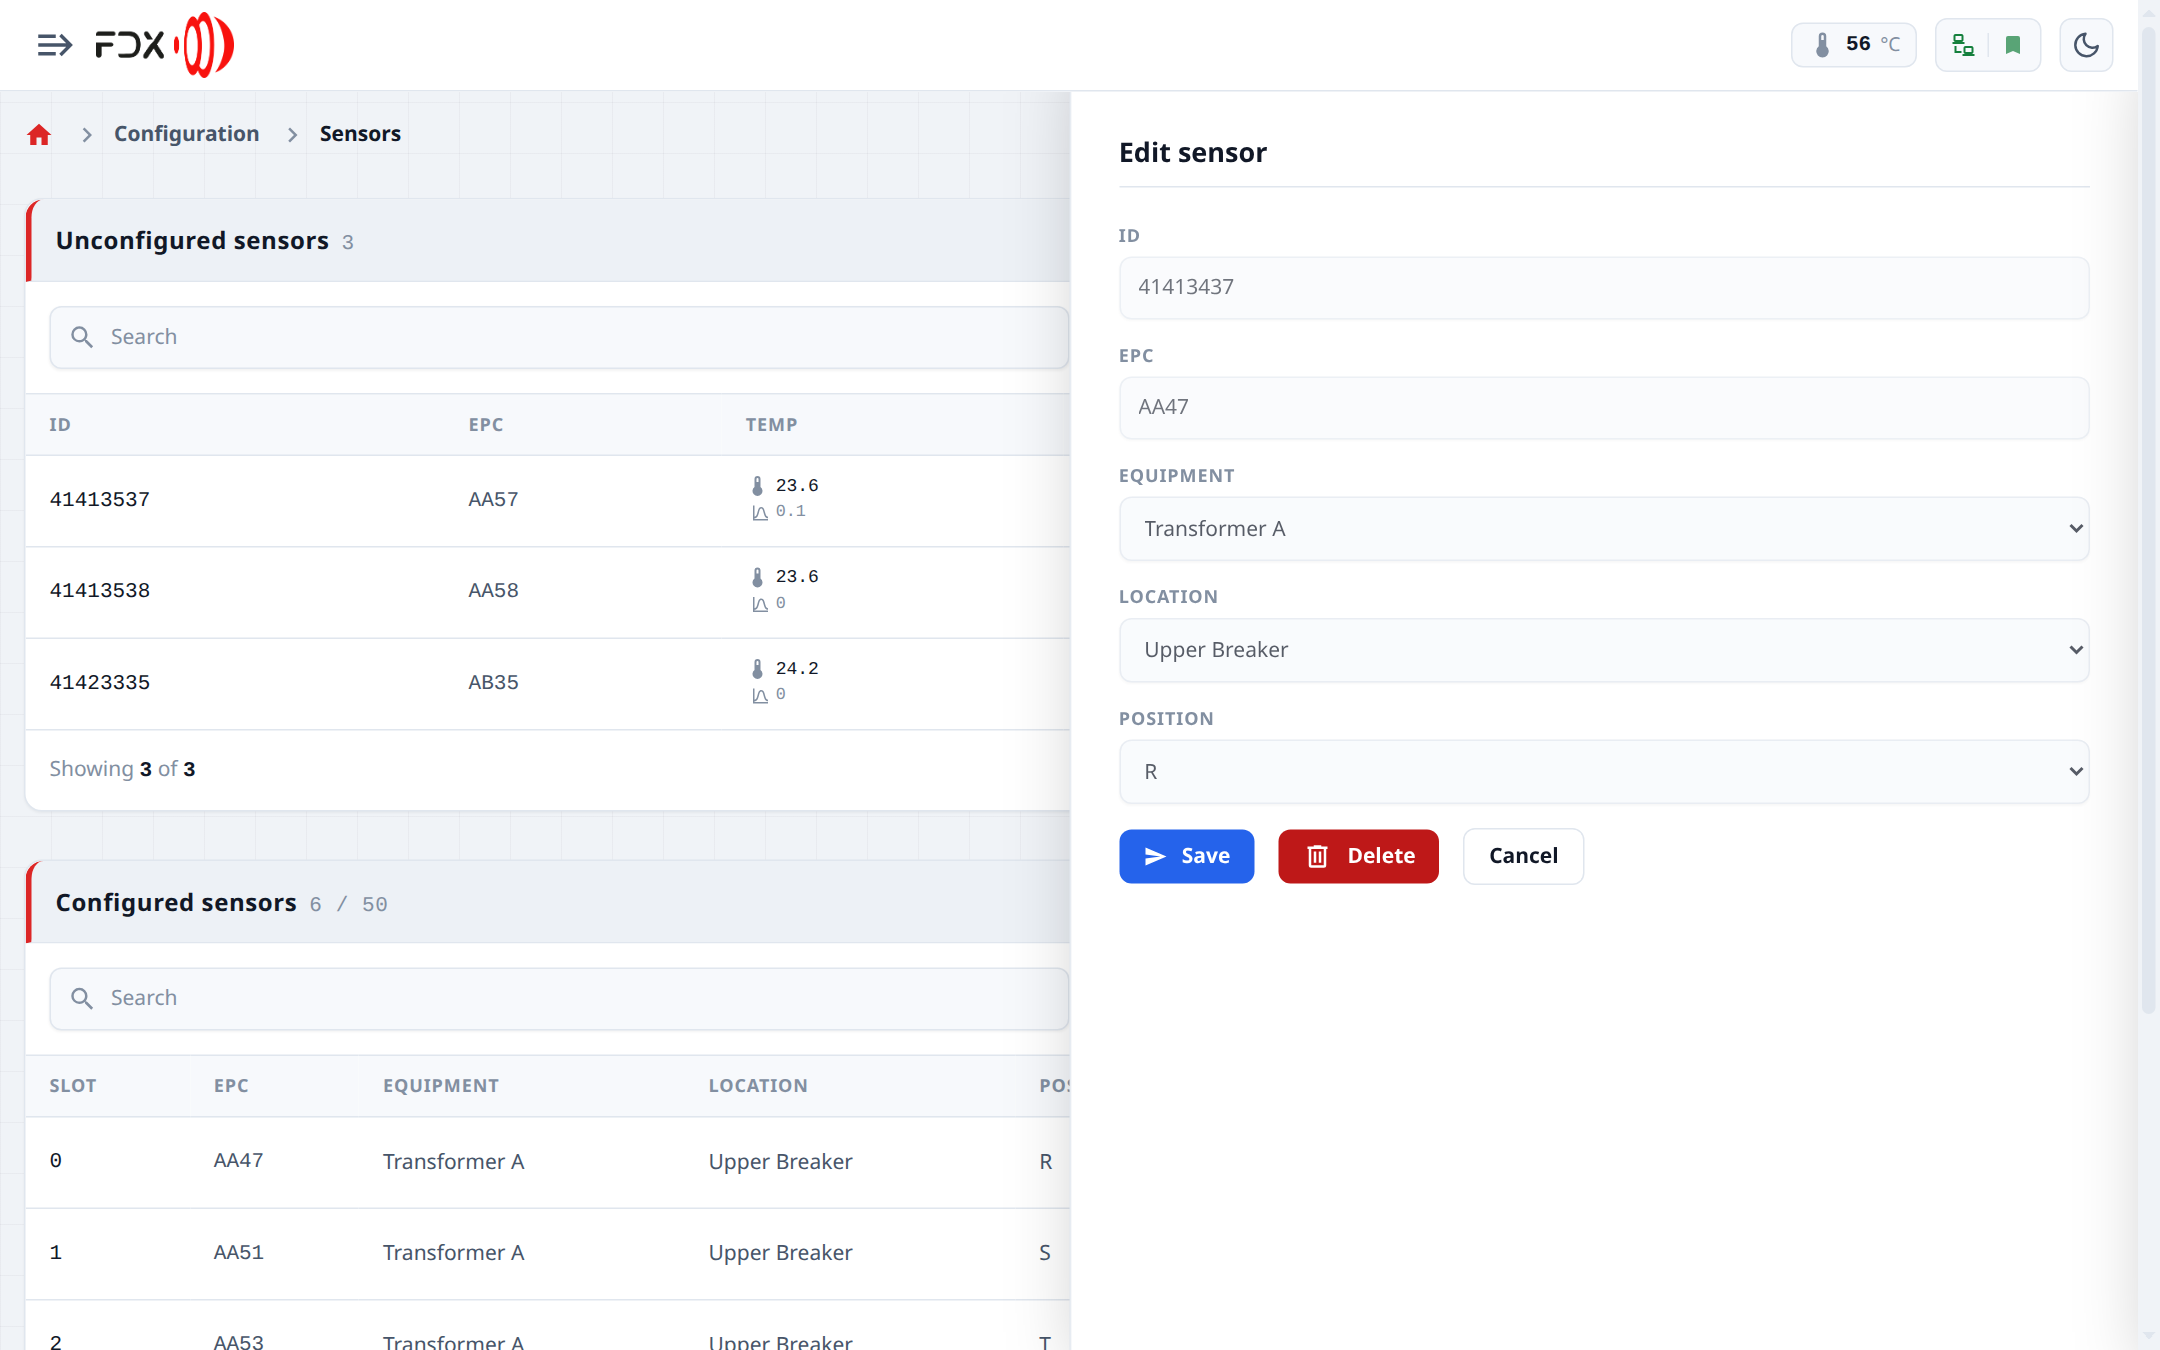 FDX
56 °C
Configuration
Sensors
Unconfigured sensors 3
Search
ID EPC TEMP
41413537 AA57 23.6
0.1
41413538 AA58 23.6
0
41423335 AB35 24.2
0
Showing 3 of 3
Configured sensors 6 / 50
Search
SLOT EPC EQUIPMENT LOCATION
0 AA47 Transformer A Upper Breaker R
1 AA51 Transformer A Upper Breaker S
2 AA53 Transformer A Upper Breaker T
Edit sensor
ID
41413437
EPC
AA47
EQUIPMENT
Transformer A
LOCATION
Upper Breaker
POSITION
R
Save Delete Cancel